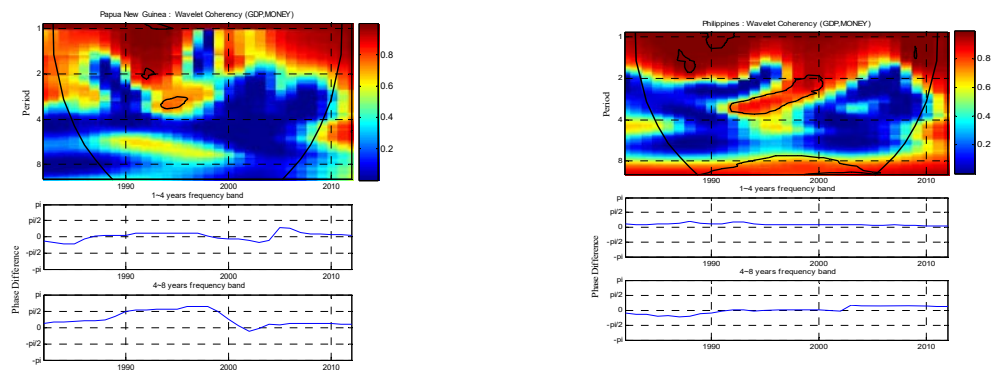 Papua New Guinea : Wavelet Coherency (GDP,MONEY)
1
2
4
8
Period
0.8
0.6
0.4
0.2
1990 2000 2010
1~4 years frequency band
pi
pi/2
0
-pi/2
-pi
1990 2000 2010
Phase Difference
4~8 years frequency band
pi
pi/2
0
-pi/2
-pi
1990 2000 2010
Philippines : Wavelet Coherency (GDP,MONEY)
1
2
4
8
Period
0.8
0.6
0.4
0.2
1990 2000 2010
1~4 years frequency band
pi
pi/2
0
-pi/2
-pi
1990 2000 2010
Phase Difference
4~8 years frequency band
pi
pi/2
0
-pi/2
-pi
1990 2000 2010